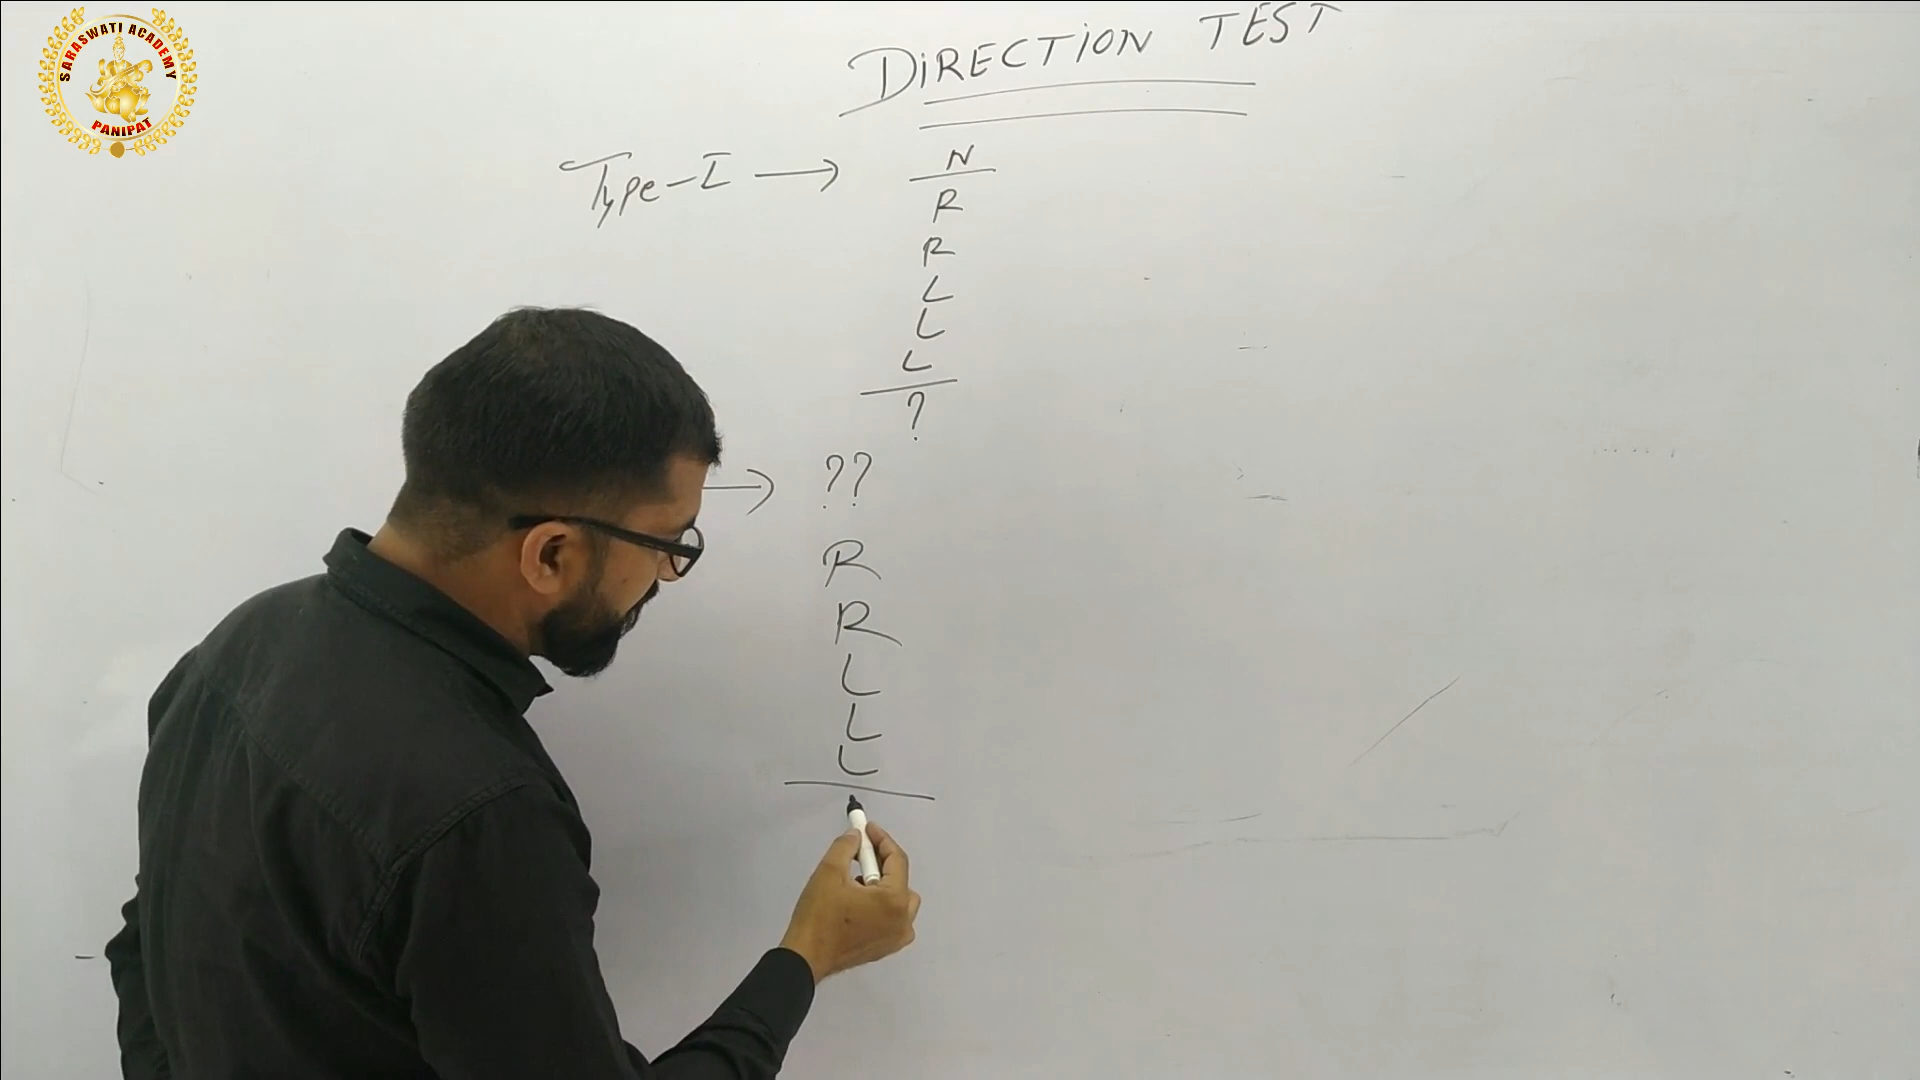 SARASWATI ACADEMY
PANIPAT
DIRECTION TEST
Type-I → N
R
R
L
L
L
?
→ ??
R
R
L
L
L